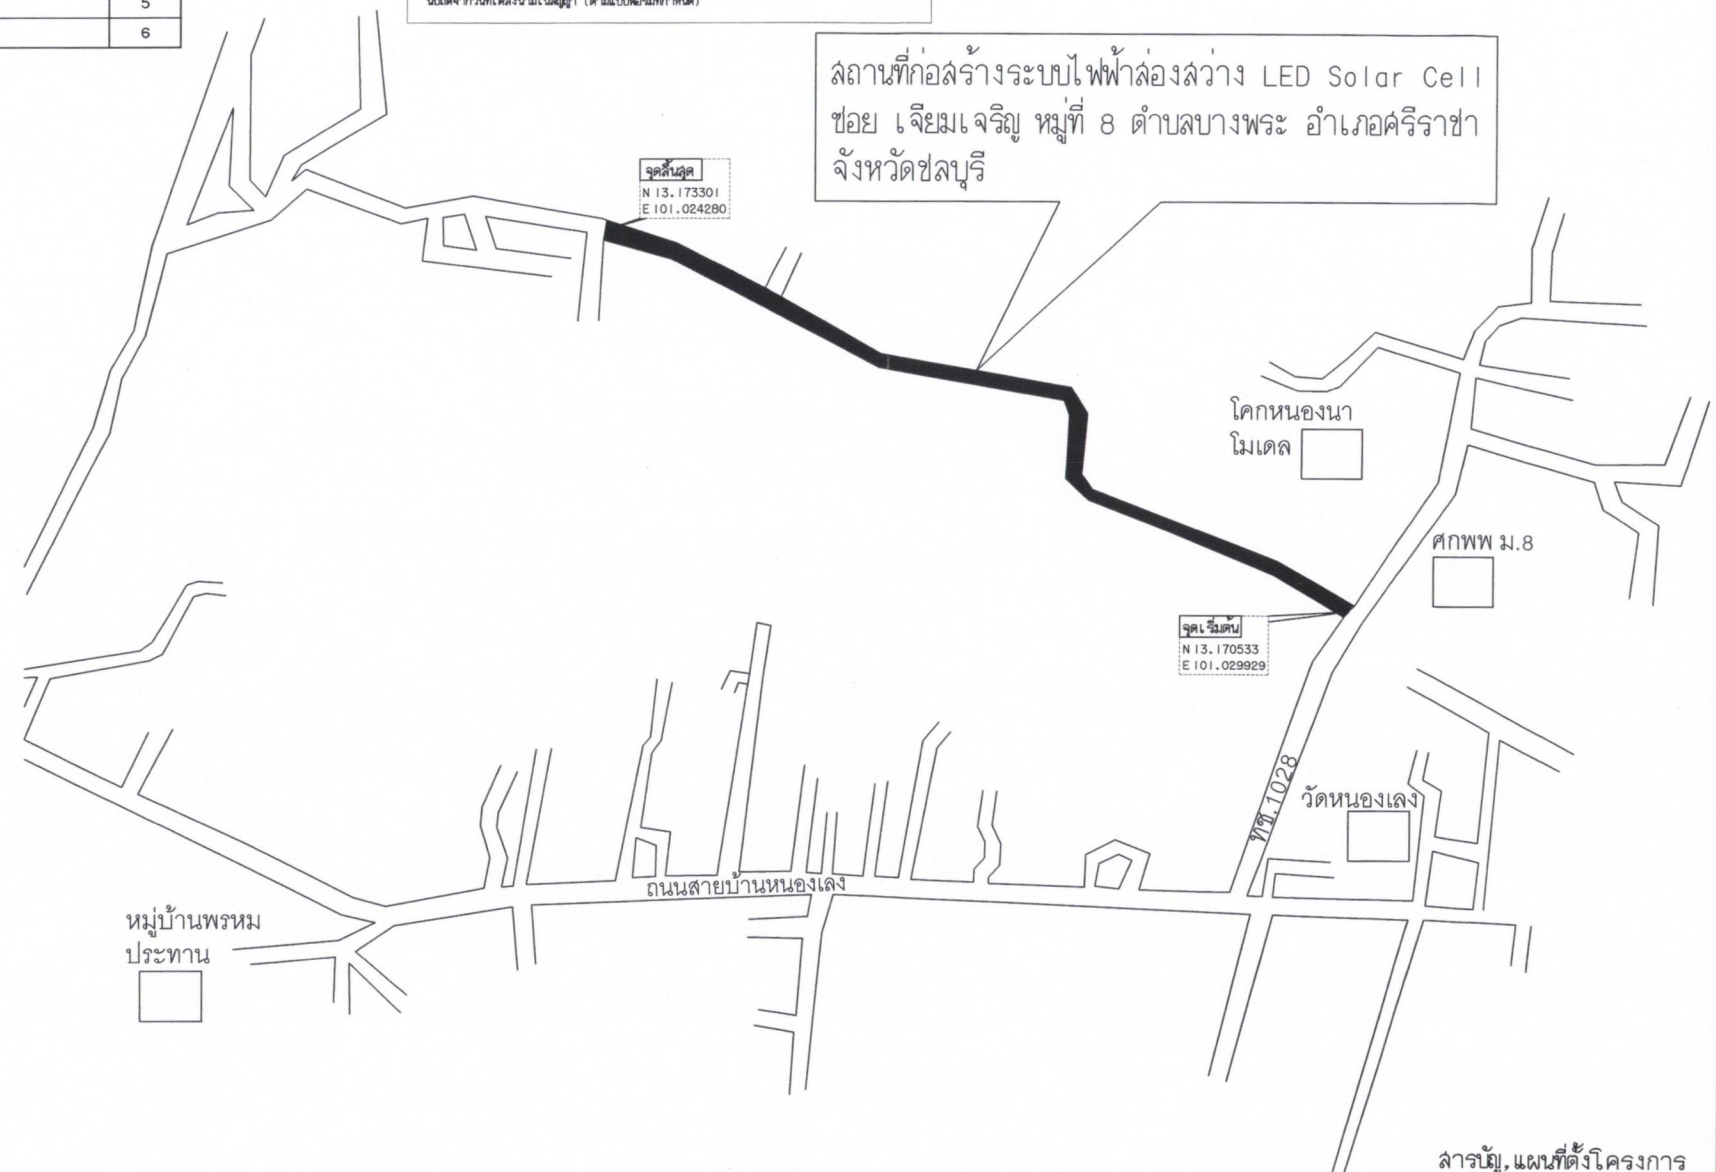 5
6
สถานที่ก่อสร้างระบบไฟฟ้าส่องสว่าง LED Solar Cell
ซอย เจียมเจริญ หมู่ที่ 8 ตำบลบางพระ อำเภอศรีราชา
จังหวัดชลบุรี
จุดสิ้นสุด
N 13.173301
E 101.024280
โคกหนองนา
โมเดล
ศกพพ ม.8
จุดเริ่มต้น
N 13.170533
E 101.029929
ทช.1028
วัดหนองเลง
ถนนสายบ้านหนองเลง
หมู่บ้านพรหม
ประทาน
สารบัญ,แผนที่ตั้งโครงการ